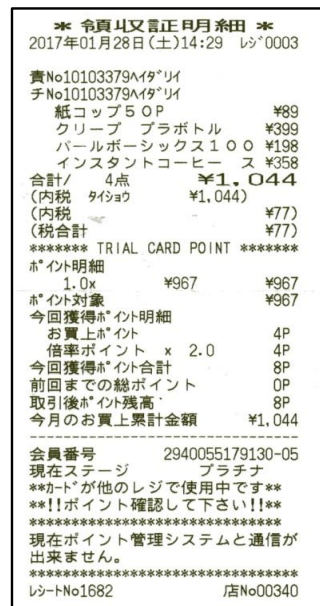 * 領収証明細 *
2017年01月28日(土)14:29 ﾚｼﾞ0003
責No10103379ﾊｲﾀﾞﾘｲ
チNo10103379ﾊｲﾀﾞﾘｲ
紙コップ50P ¥89
クリープ プラボトル ¥399
パールボーシックス100 ¥198
インスタントコーヒー ス ¥358
合計/ 4点 ¥1,044
(内税 ﾀｲｼｮｳ ¥1,044)
(内税 ¥77)
(税合計 ¥77)
******* TRIAL CARD POINT *******
ﾎﾟｲﾝﾄ明細
1.0x ¥967 ¥967
ﾎﾟｲﾝﾄ対象 ¥967
今回獲得ﾎﾟｲﾝﾄ明細
お買上ﾎﾟｲﾝﾄ 4P
倍率ポイント x 2.0 4P
今回獲得ﾎﾟｲﾝﾄ合計 8P
前回までの総ポイント 0P
取引後ﾎﾟｲﾝﾄ残高 8P
今月のお買上累計金額 ¥1,044
--------------------------------
会員番号 2940055179130-05
現在ステージ プラチナ
**ｶｰﾄﾞが他のレジで使用中です**
**!!ポイント確認して下さい!!**
********************************
現在ポイント管理システムと通信が
出来ません。
********************************
ﾚｼｰﾄNo1682 店No00340